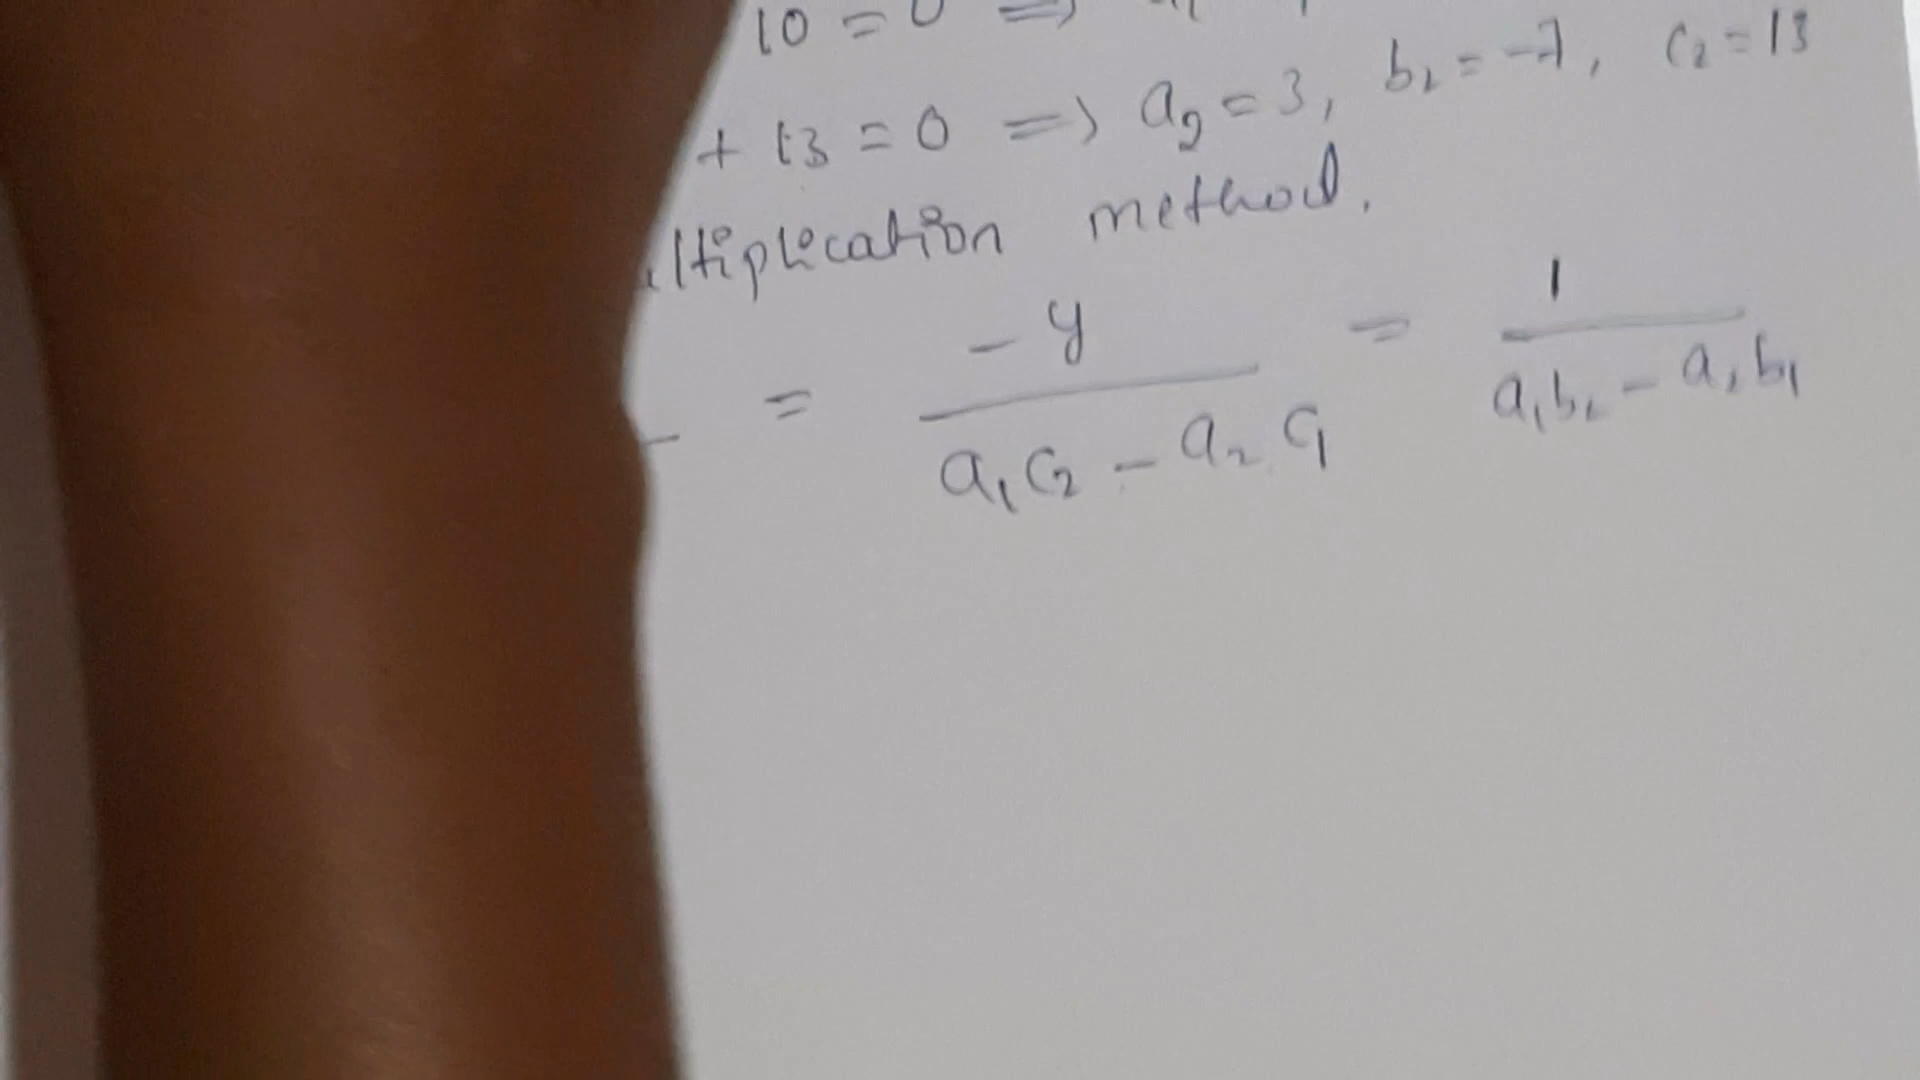 10 = 0 =>
+ 13 = 0 => a₂ = 3, b₂ = -7, c₂ = 13
ltiplication method.
= -y / a₁c₂ - a₂c₁ = 1 / a₁b₂ - a₂b₁